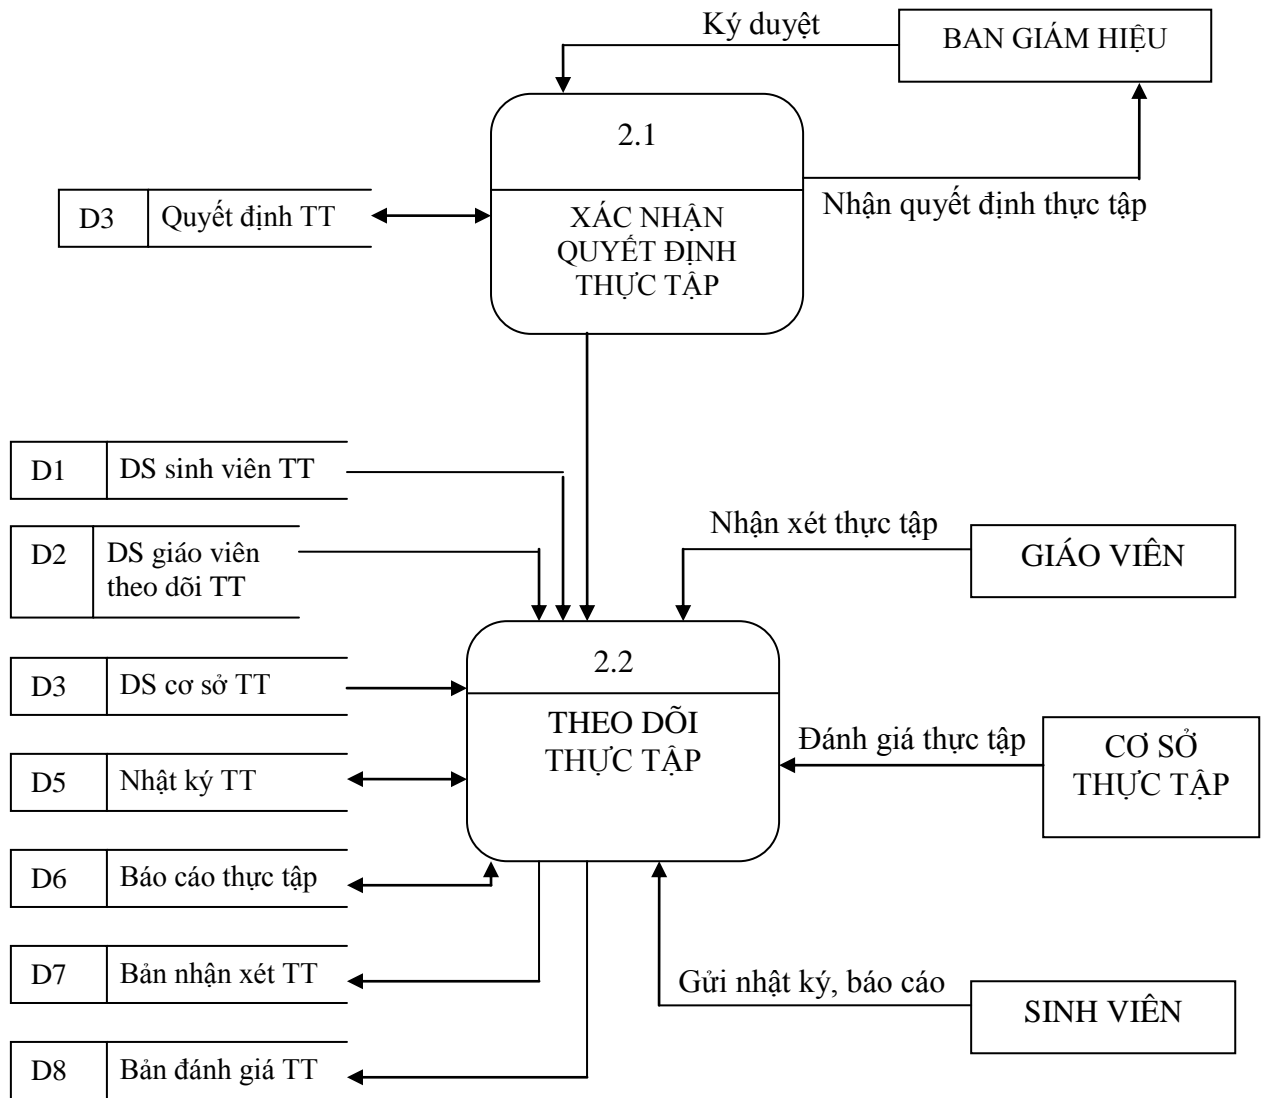 Ký duyệt
BAN GIÁM HIỆU
2.1
Nhận quyết định thực tập
D3
Quyết định TT
XÁC NHẬN
QUYẾT ĐỊNH
THỰC TẬP
D1
DS sinh viên TT
D2
DS giáo viên
theo dõi TT
Nhận xét thực tập
GIÁO VIÊN
2.2
D3
DS cơ sở TT
THEO DÕI
THỰC TẬP
Đánh giá thực tập
CƠ SỞ
THỰC TẬP
D5
Nhật ký TT
D6
Báo cáo thực tập
D7
Bản nhận xét TT
Gửi nhật ký, báo cáo
SINH VIÊN
D8
Bản đánh giá TT